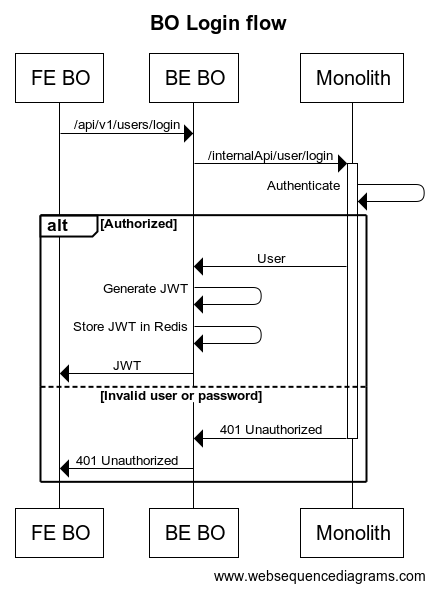 BO Login flow
FE BO
BE BO
Monolith
/api/v1/users/login
/internalApi/user/login
Authenticate
alt
[Authorized]
User
Generate JWT
Store JWT in Redis
JWT
[Invalid user or password]
401 Unauthorized
401 Unauthorized
FE BO
BE BO
Monolith
www.websequencediagrams.com